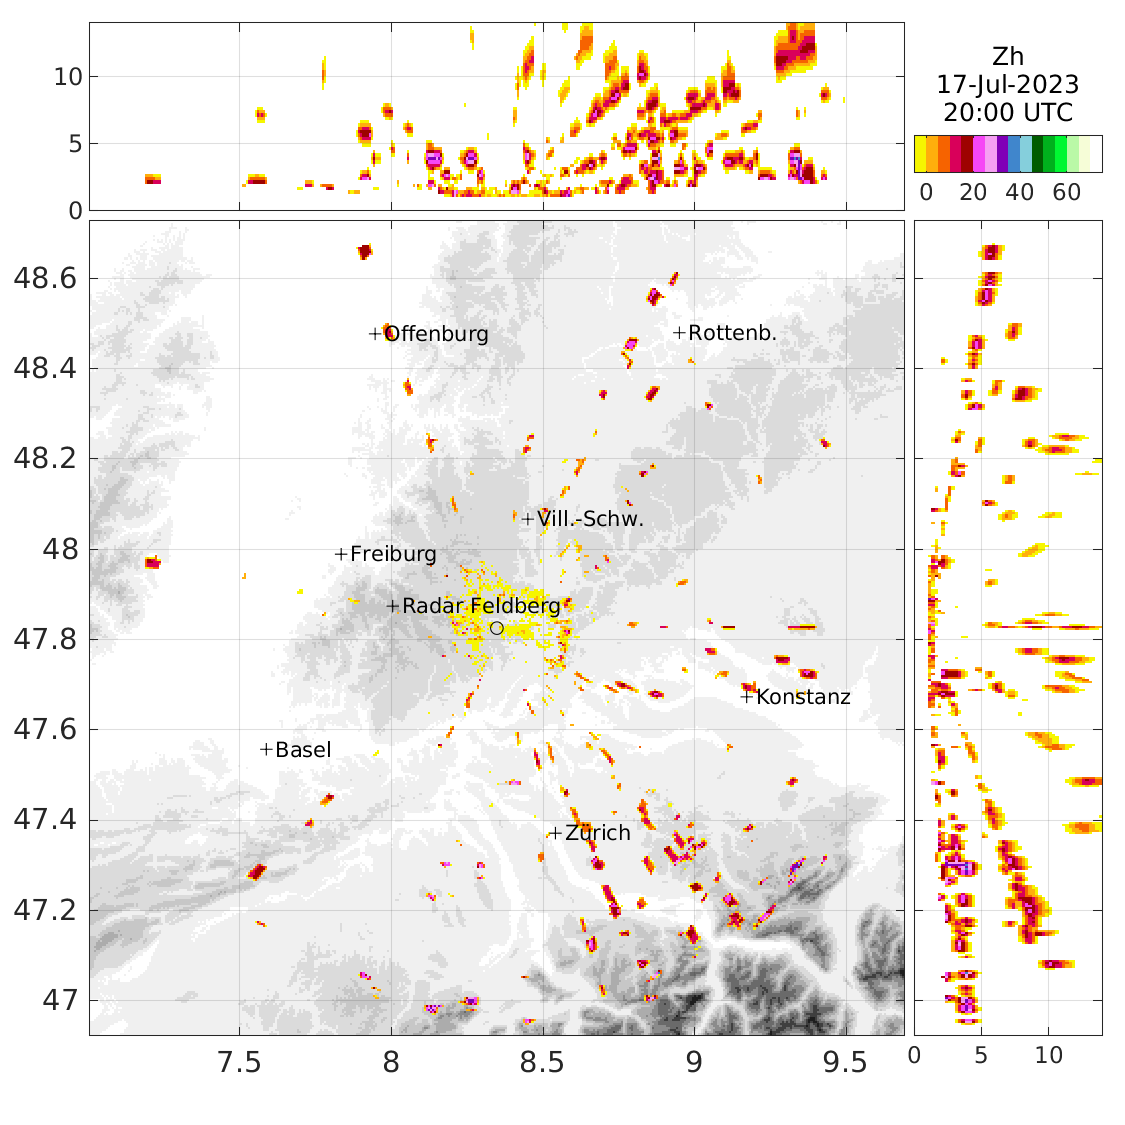 Zh
17-Jul-2023
20:00 UTC
0 20 40 60
10
5
0
48.6
48.4
48.2
48
47.8
47.6
47.4
47.2
47
+Offenburg
+Rottenb.
+Vill.-Schw.
+Freiburg
+Radar Feldberg
+Konstanz
+Basel
+Zürich
7.5 8 8.5 9 9.5
0 5 10